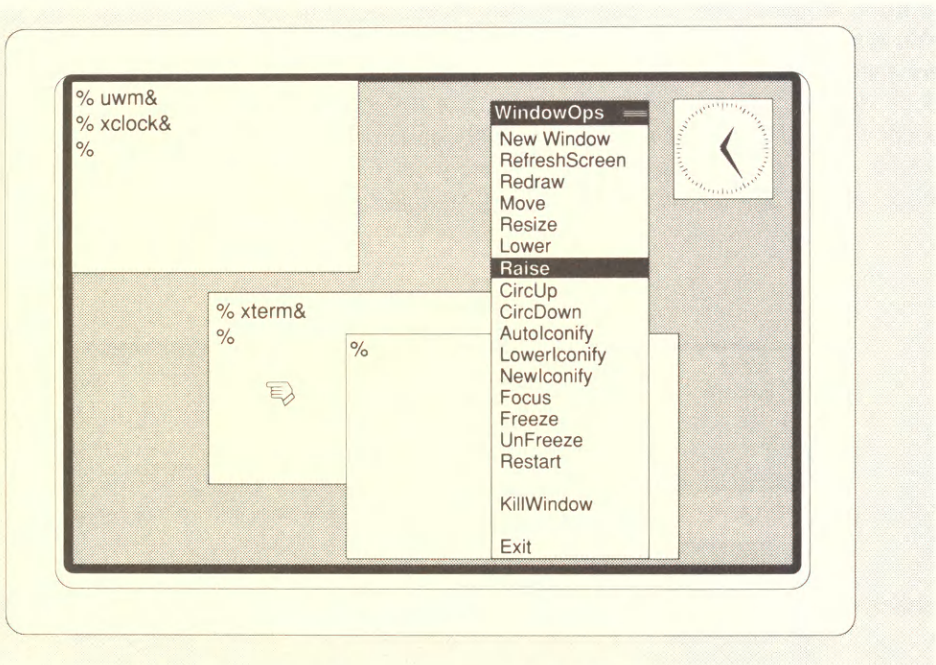 % uwm&
% xclock&
%
% xterm&
%
%
WindowOps
New Window
RefreshScreen
Redraw
Move
Resize
Lower
Raise
CircUp
CircDown
AutoIconify
LowerIconify
NewIconify
Focus
Freeze
UnFreeze
Restart
KillWindow
Exit